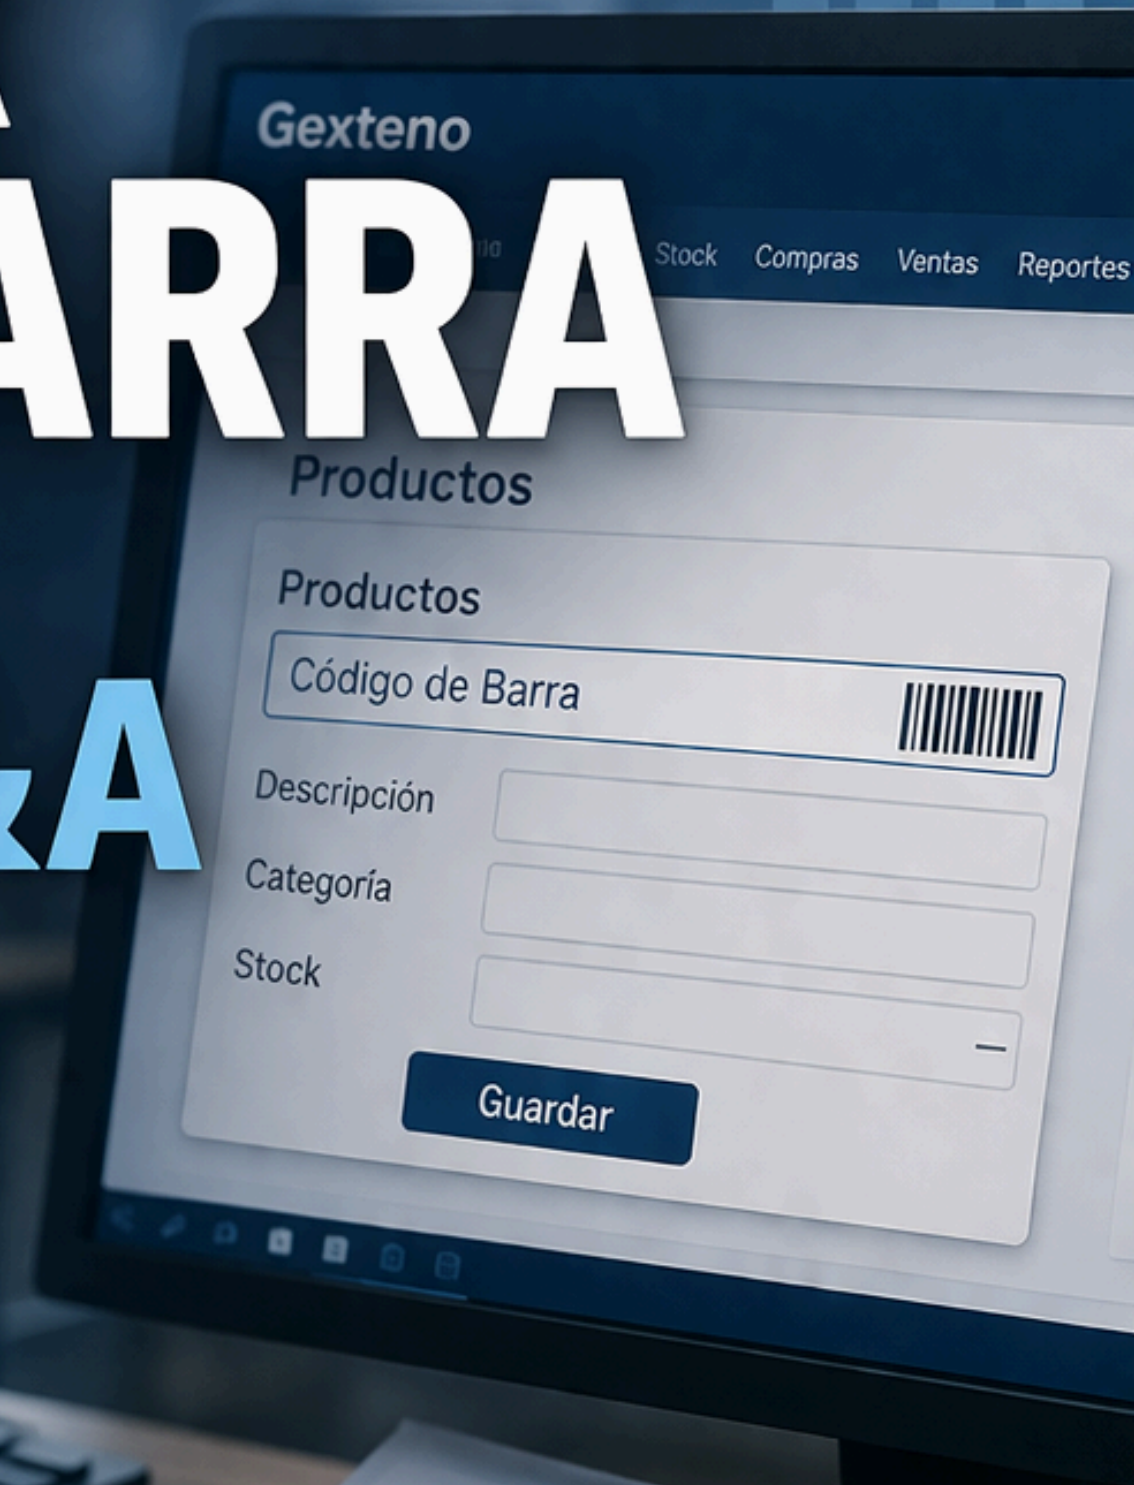 Gexteno
ARRA
Stock Compras Ventas Reportes
Productos
Productos
Código de Barra
&A
Descripción
Categoría
Stock
Guardar